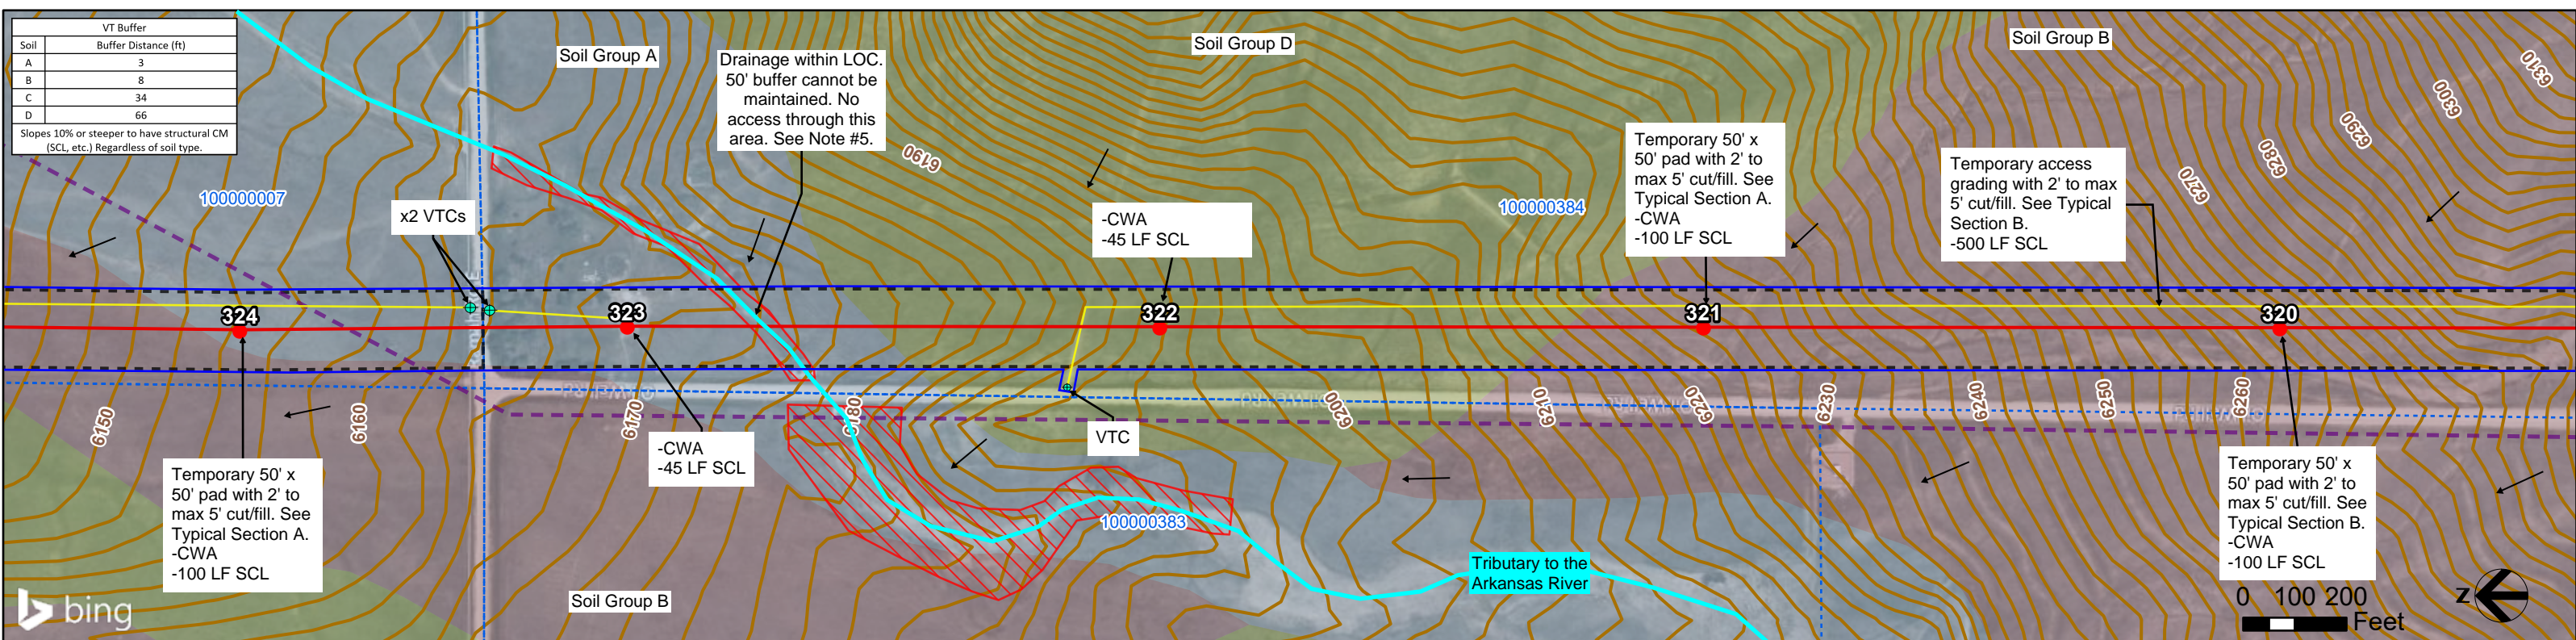 VT Buffer
Soil Buffer Distance (ft)
A 3
B 8
C 34
D 66
Slopes 10% or steeper to have structural CM
(SCL, etc.) Regardless of soil type.
Soil Group A
Drainage within LOC.
50' buffer cannot be
maintained. No
access through this
area. See Note #5.
Soil Group D
Soil Group B
6310
6300
6290
6280
6270
6190
100000007
x2 VTCs
-CWA
-45 LF SCL
100000384
Temporary 50' x
50' pad with 2' to
max 5' cut/fill. See
Typical Section A.
-CWA
-100 LF SCL
Temporary access
grading with 2' to max
5' cut/fill. See Typical
Section B.
-500 LF SCL
324
323
322
321
320
6150
6160
6170
6180
6200
6210
6220
6230
6240
6250
6260
-CWA
-45 LF SCL
VTC
Temporary 50' x
50' pad with 2' to
max 5' cut/fill. See
Typical Section A.
-CWA
-100 LF SCL
Temporary 50' x
50' pad with 2' to
max 5' cut/fill. See
Typical Section B.
-CWA
-100 LF SCL
100000383
Tributary to the
Arkansas River
Soil Group B
bing
Z
0 100 200
Feet